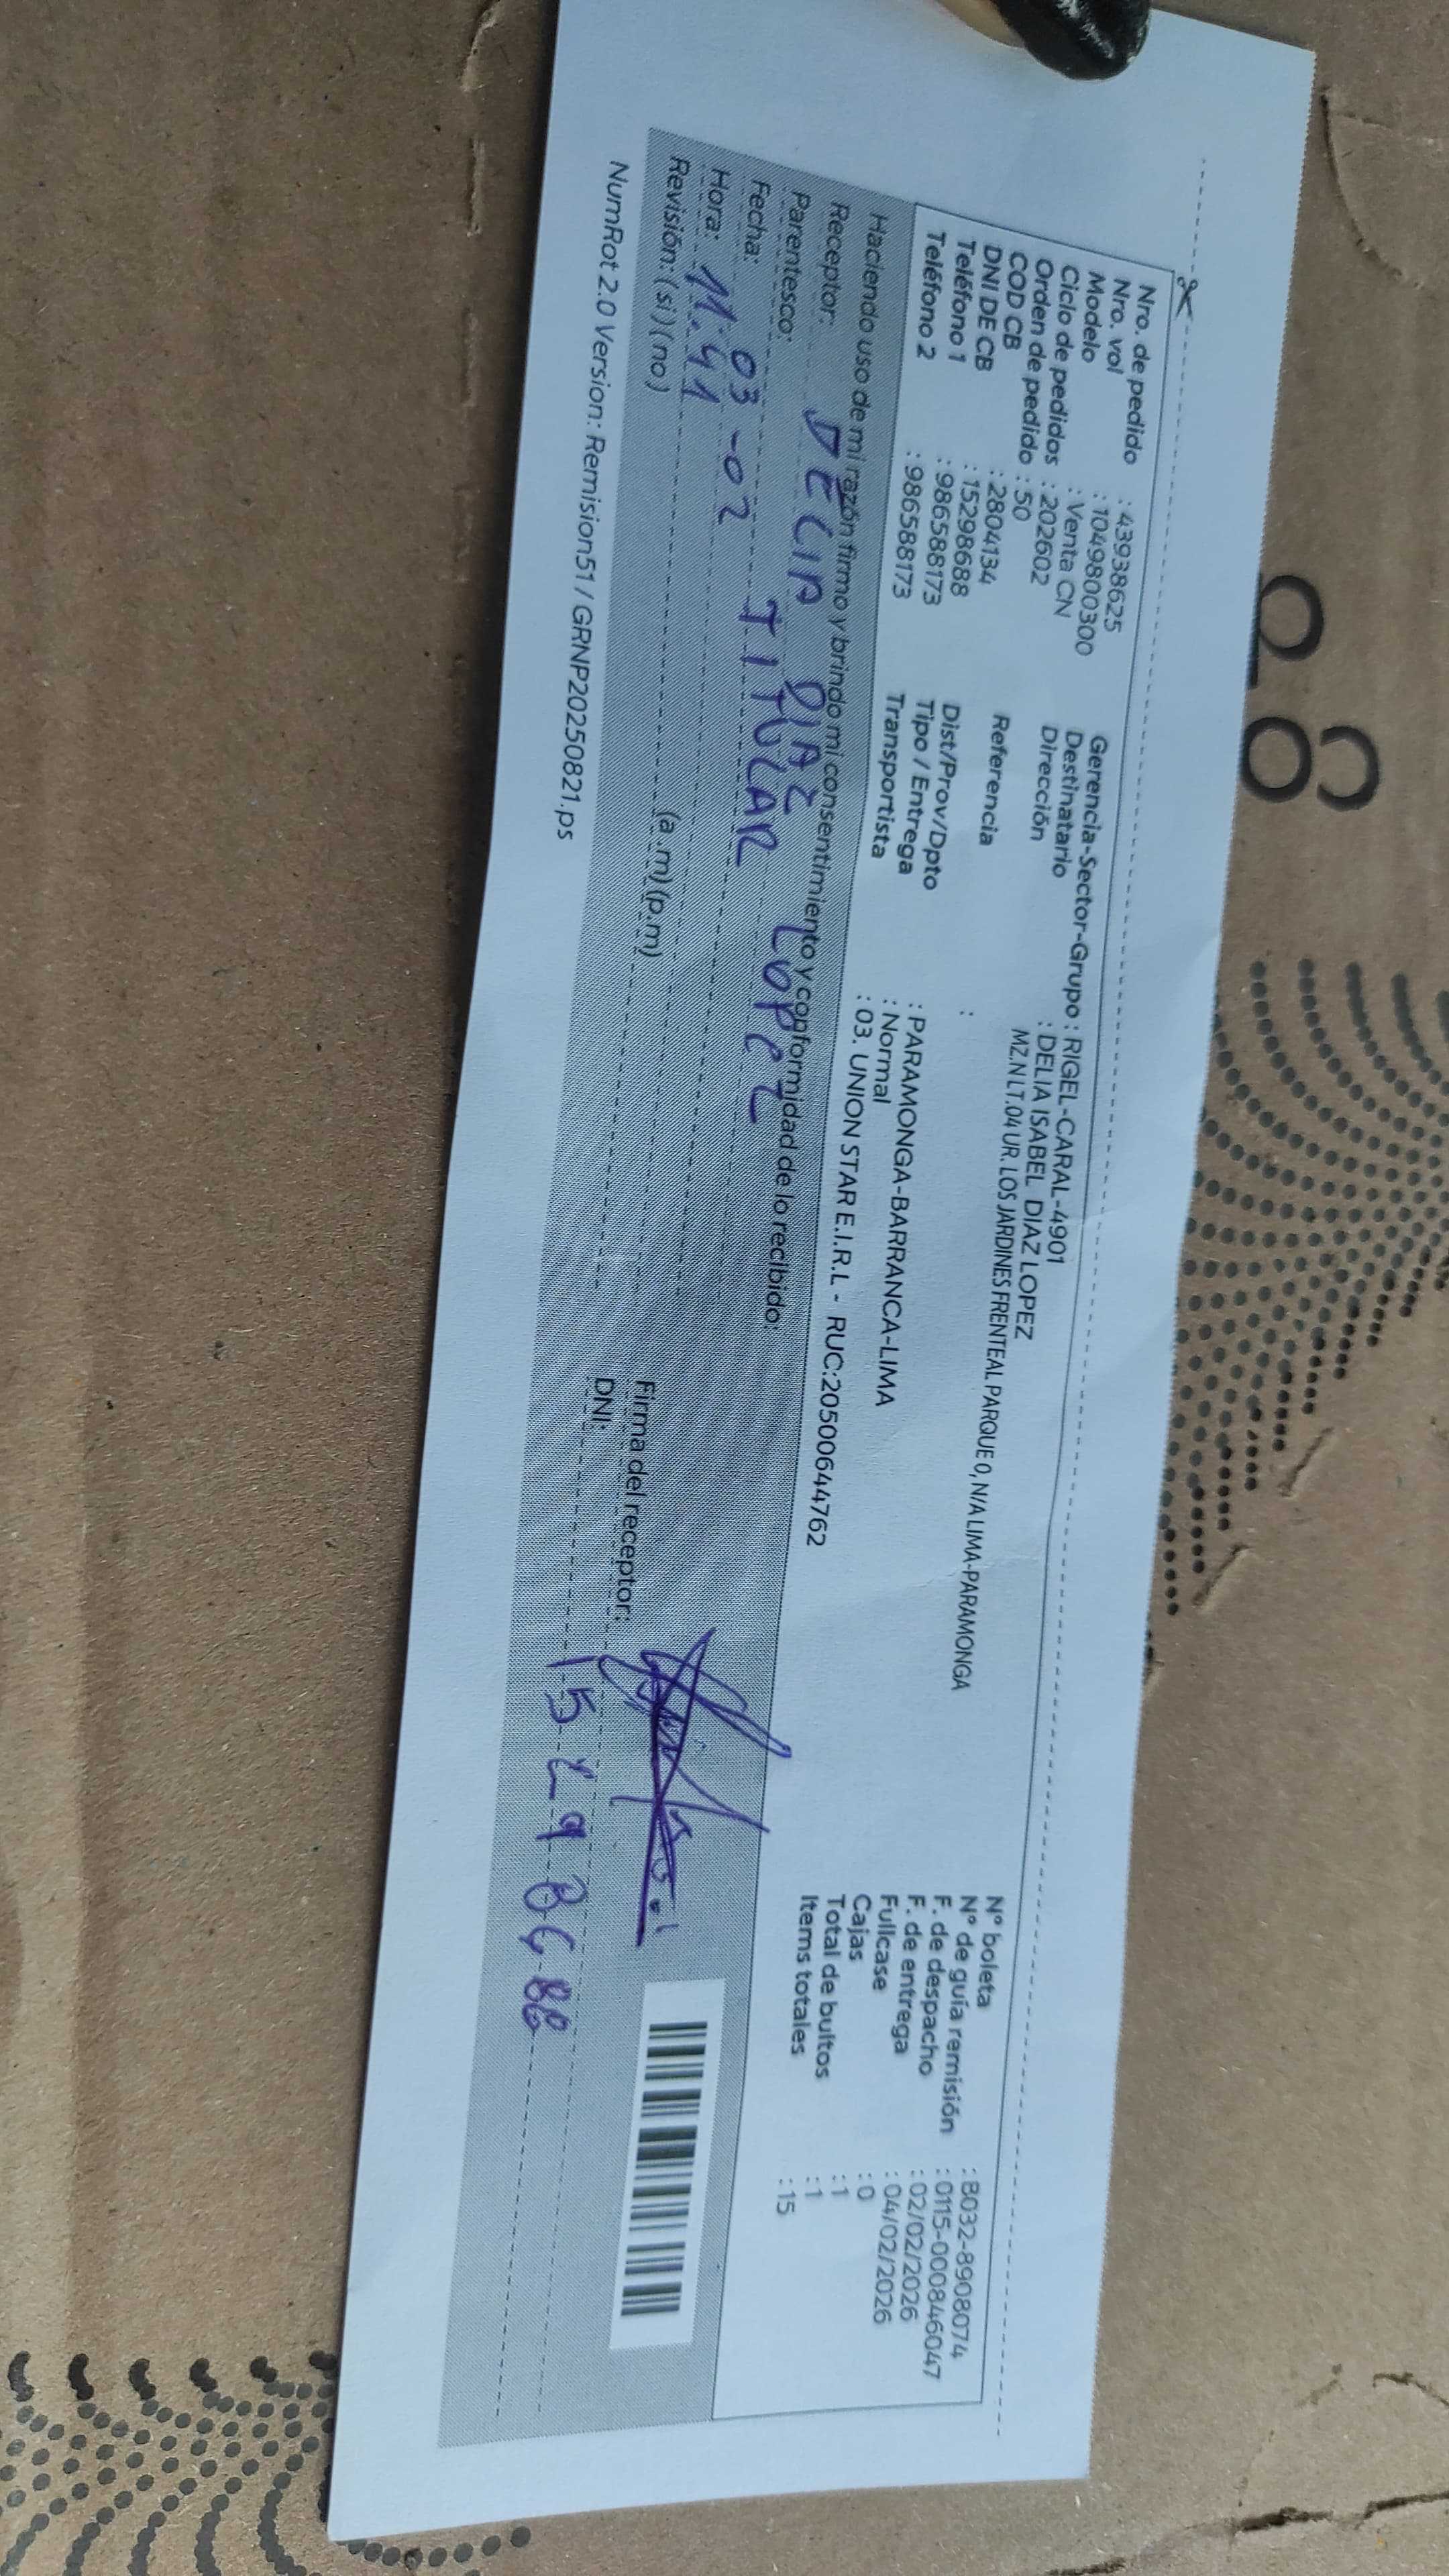 Nro. de pedido : 43938625
Nro. vol : 1049800300
Modelo : Venta CN
Ciclo de pedidos : 202602
Orden de pedido : 50
COD CB : 2804134
DNI DE CB : 15298688
Teléfono 1 : 986588173
Teléfono 2 : 986588173
Gerencia-Sector-Grupo : RIGEL-CARAL-4901
Destinatario : DELIA ISABEL DIAZ LOPEZ
Dirección MZ.N LT.04 UR. LOS JARDINES FRENTE AL PARQUE 0, N/A LIMA-PARAMONGA
Referencia :
Dist/Prov/Dpto : PARAMONGA-BARRANCA-LIMA
Tipo / Entrega : Normal
Transportista : 03. UNION STAR E.I.R.L - RUC:20500644762
N° boleta : B032-8908074
N° de guía remisión : 0115-000846047
F. de despacho : 02/02/2026
F. de entrega : 04/02/2026
Fullcase : 0
Cajas : 1
Total de bultos : 1
Items totales : 15
Haciendo uso de mi razón firmo y brindo mi consentimiento y conformidad de lo recibido:
Receptor: DELIA DIAZ LOPEZ
Parentesco: TITULAR
Fecha: 03-02
Hora: 11:41 (a.m) (p.m)
Revisión: (si) (no)
Firma del receptor:
DNI: 15298688
NumRot 2.0 Version: Remision51 / GRNP20250821.ps